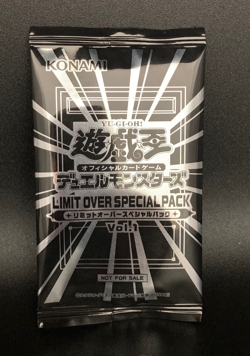 KONAMI
YU-GI-OH!
遊戯王
オフィシャルカードゲーム
デュエルモンスターズ
LIMIT OVER SPECIAL PACK
+リミットオーバースペシャルパック+
Vol.1
NOT FOR SALE